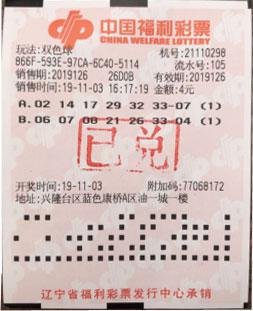 中国福利彩票
CHINA WELFARE LOTTERY
玩法:双色球 机号:21110298
866F-593E-97CA-6C40-5114 流水号:105
销售期:2019126 26D0B 有效期:2019126
销售时间:19-11-03 16:17:19 金额:4元
A.02 14 17 29 32 33-07 (1)
B.06 07 08 21 26 33-04 (1)
已兑
开奖时间:19-11-03 附加码:77068172
地址:兴隆台区蓝色康桥A区油一城一楼
辽宁省福利彩票发行中心承销